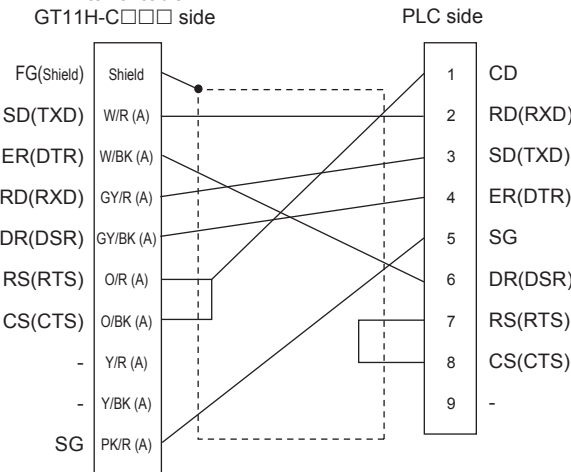 GT11H-C□□□ side
PLC side
FG(Shield) Shield 1 CD
SD(TXD) W/R (A) 2 RD(RXD)
ER(DTR) W/BK (A) 3 SD(TXD)
RD(RXD) GY/R (A) 4 ER(DTR)
DR(DSR) GY/BK (A) 5 SG
RS(RTS) O/R (A) 6 DR(DSR)
CS(CTS) O/BK (A) 7 RS(RTS)
- Y/R (A) 8 CS(CTS)
- Y/BK (A) 9 -
SG PK/R (A)